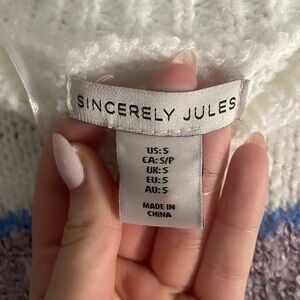 SINCERELY JULES
US:S
CA:S/P
UK:S
EU:S
AU:S
MADE IN
CHINA